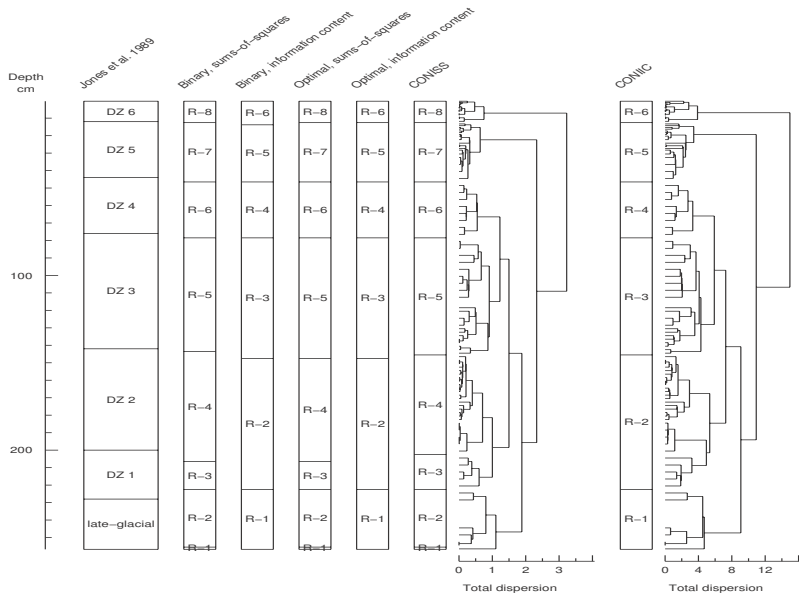 Depth
cm
Jones et al. 1989
Binary, sums−of−squares
Binary, information content
Optimal, sums−of−squares
Optimal, information content
CONISS
CONIIC
100
200
DZ 6
DZ 5
DZ 4
DZ 3
DZ 2
DZ 1
late−glacial
R−8
R−7
R−6
R−5
R−4
R−3
R−2
R−1
R−6
R−5
R−4
R−3
R−2
R−1
R−8
R−7
R−6
R−5
R−4
R−3
R−2
R−1
R−6
R−5
R−4
R−3
R−2
R−1
R−8
R−7
R−6
R−5
R−4
R−3
R−2
R−1
0 1 2 3
Total dispersion
R−6
R−5
R−4
R−3
R−2
R−1
0 4 8 12
Total dispersion